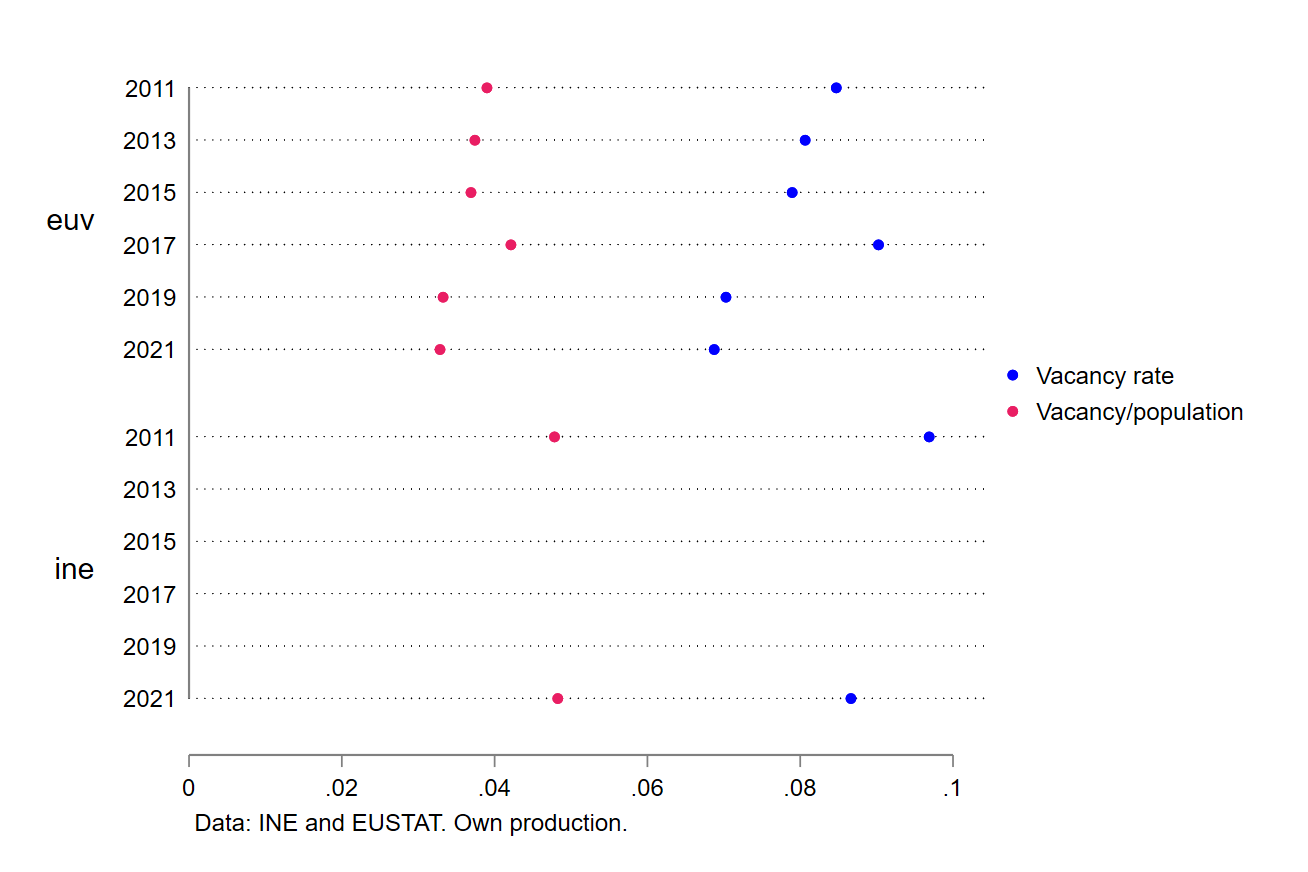 2011
2013
2015
euv
2017
2019
2021
Vacancy rate
Vacancy/population
2011
2013
2015
ine
2017
2019
2021
0 .02 .04 .06 .08 .1
Data: INE and EUSTAT. Own production.